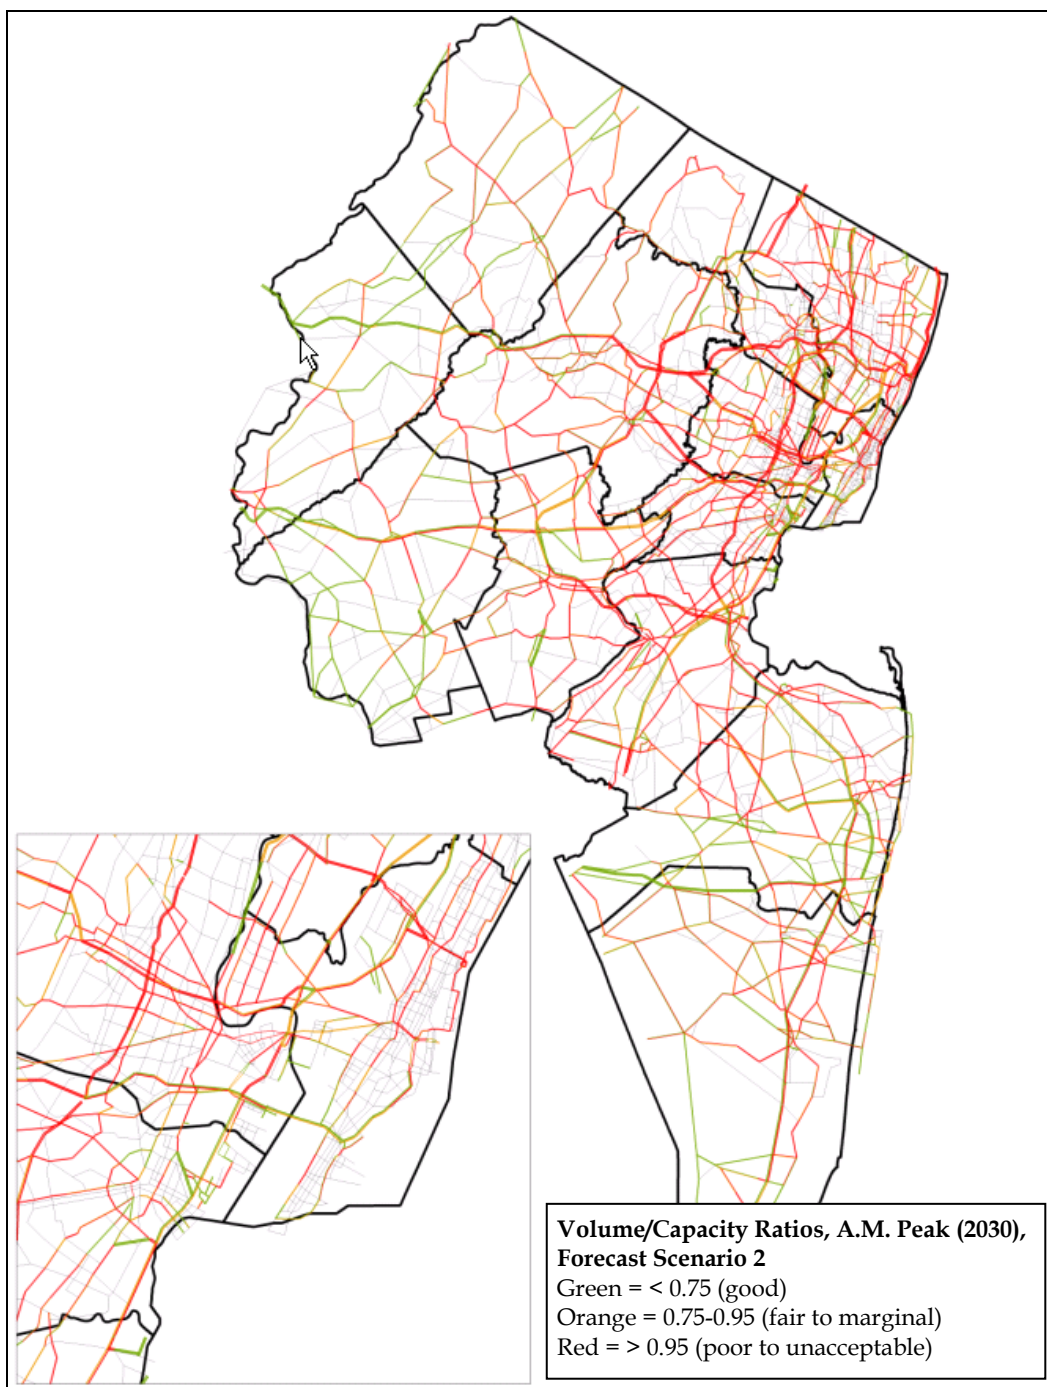 Volume/Capacity Ratios, A.M. Peak (2030),
Forecast Scenario 2
Green = < 0.75 (good)
Orange = 0.75-0.95 (fair to marginal)
Red = > 0.95 (poor to unacceptable)